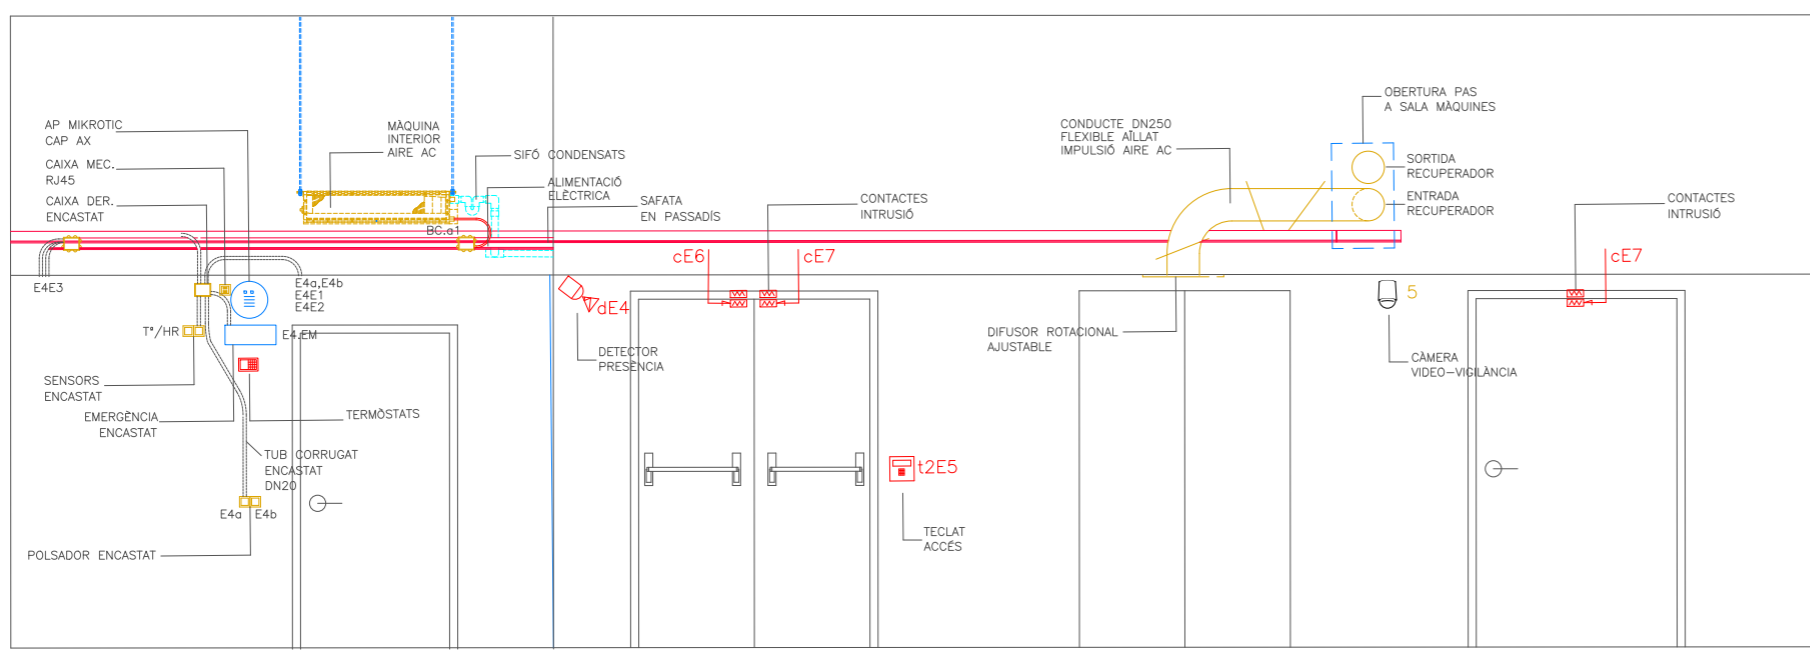 AP MIKROTIC
CAP AX
CAIXA MEC.
RJ45
CAIXA DER.
ENCASTAT
MÀQUINA
INTERIOR
AIRE AC
SIFÓ CONDENSATS
ALIMENTACIÓ
ELÈCTRICA
SAFATA
EN PASSADÍS
BC.a1
CONTACTES
INTRUSIÓ
CONDUCTE DN250
FLEXIBLE AÏLLAT
IMPULSIÓ AIRE AC
OBERTURA PAS
A SALA MÀQUINES
SORTIDA
RECUPERADOR
ENTRADA
RECUPERADOR
CONTACTES
INTRUSIÓ
cE6
cE7
cE7
E4E3
E4a,E4b
E4E1
E4E2
dE4
5
Tª/HR
E4.EM
DETECTOR
PRESÈNCIA
DIFUSOR ROTACIONAL
AJUSTABLE
CÀMERA
VIDEO-VIGILÀNCIA
SENSORS
ENCASTAT
EMERGÈNCIA
ENCASTAT
TERMÒSTATS
TUB CORRUGAT
ENCASTAT
DN20
t2E5
E4a
E4b
TECLAT
ACCÉS
POLSADOR ENCASTAT